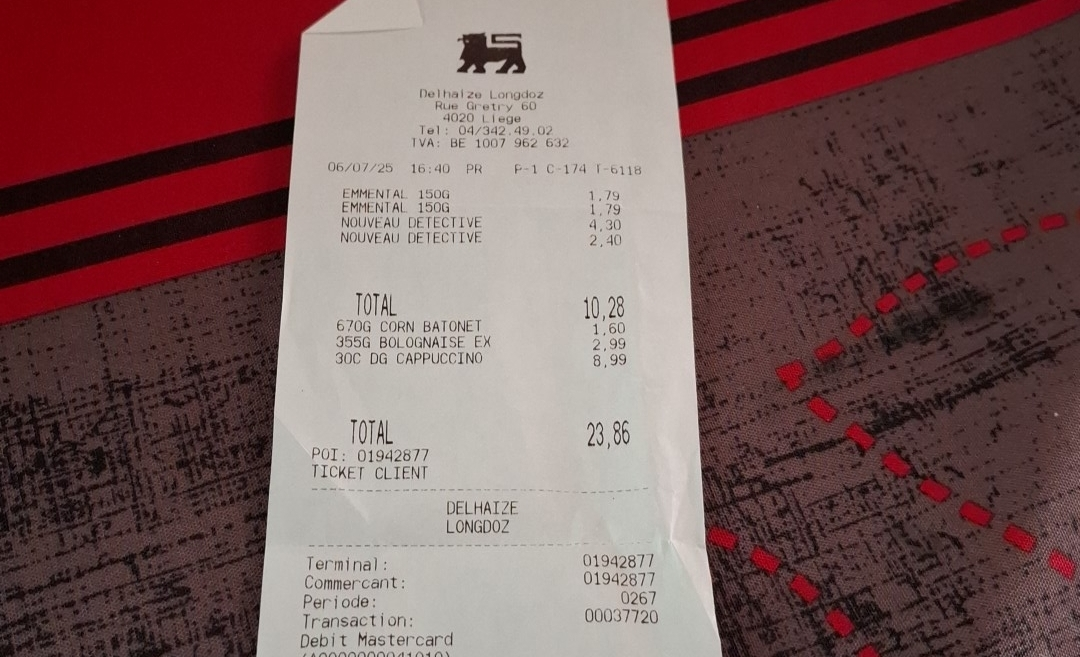 Delhaize Longdoz
Rue Gretry 60
4020 Liege
Tel: 04/342.49.02
TVA: BE 1007 962 632
06/07/25 16:40 PR P-1 C-174 T-6118
EMMENTAL 150G 1,79
EMMENTAL 150G 1,79
NOUVEAU DETECTIVE 4,30
NOUVEAU DETECTIVE 2,40
TOTAL 10,28
670G CORN BATONET 1,60
355G BOLOGNAISE EX 2,99
30C DG CAPPUCCINO 8,99
TOTAL 23,86
POI: 01942877
TICKET CLIENT
DELHAIZE
LONGDOZ
Terminal: 01942877
Commercant: 01942877
Periode: 0267
Transaction: 00037720
Debit Mastercard